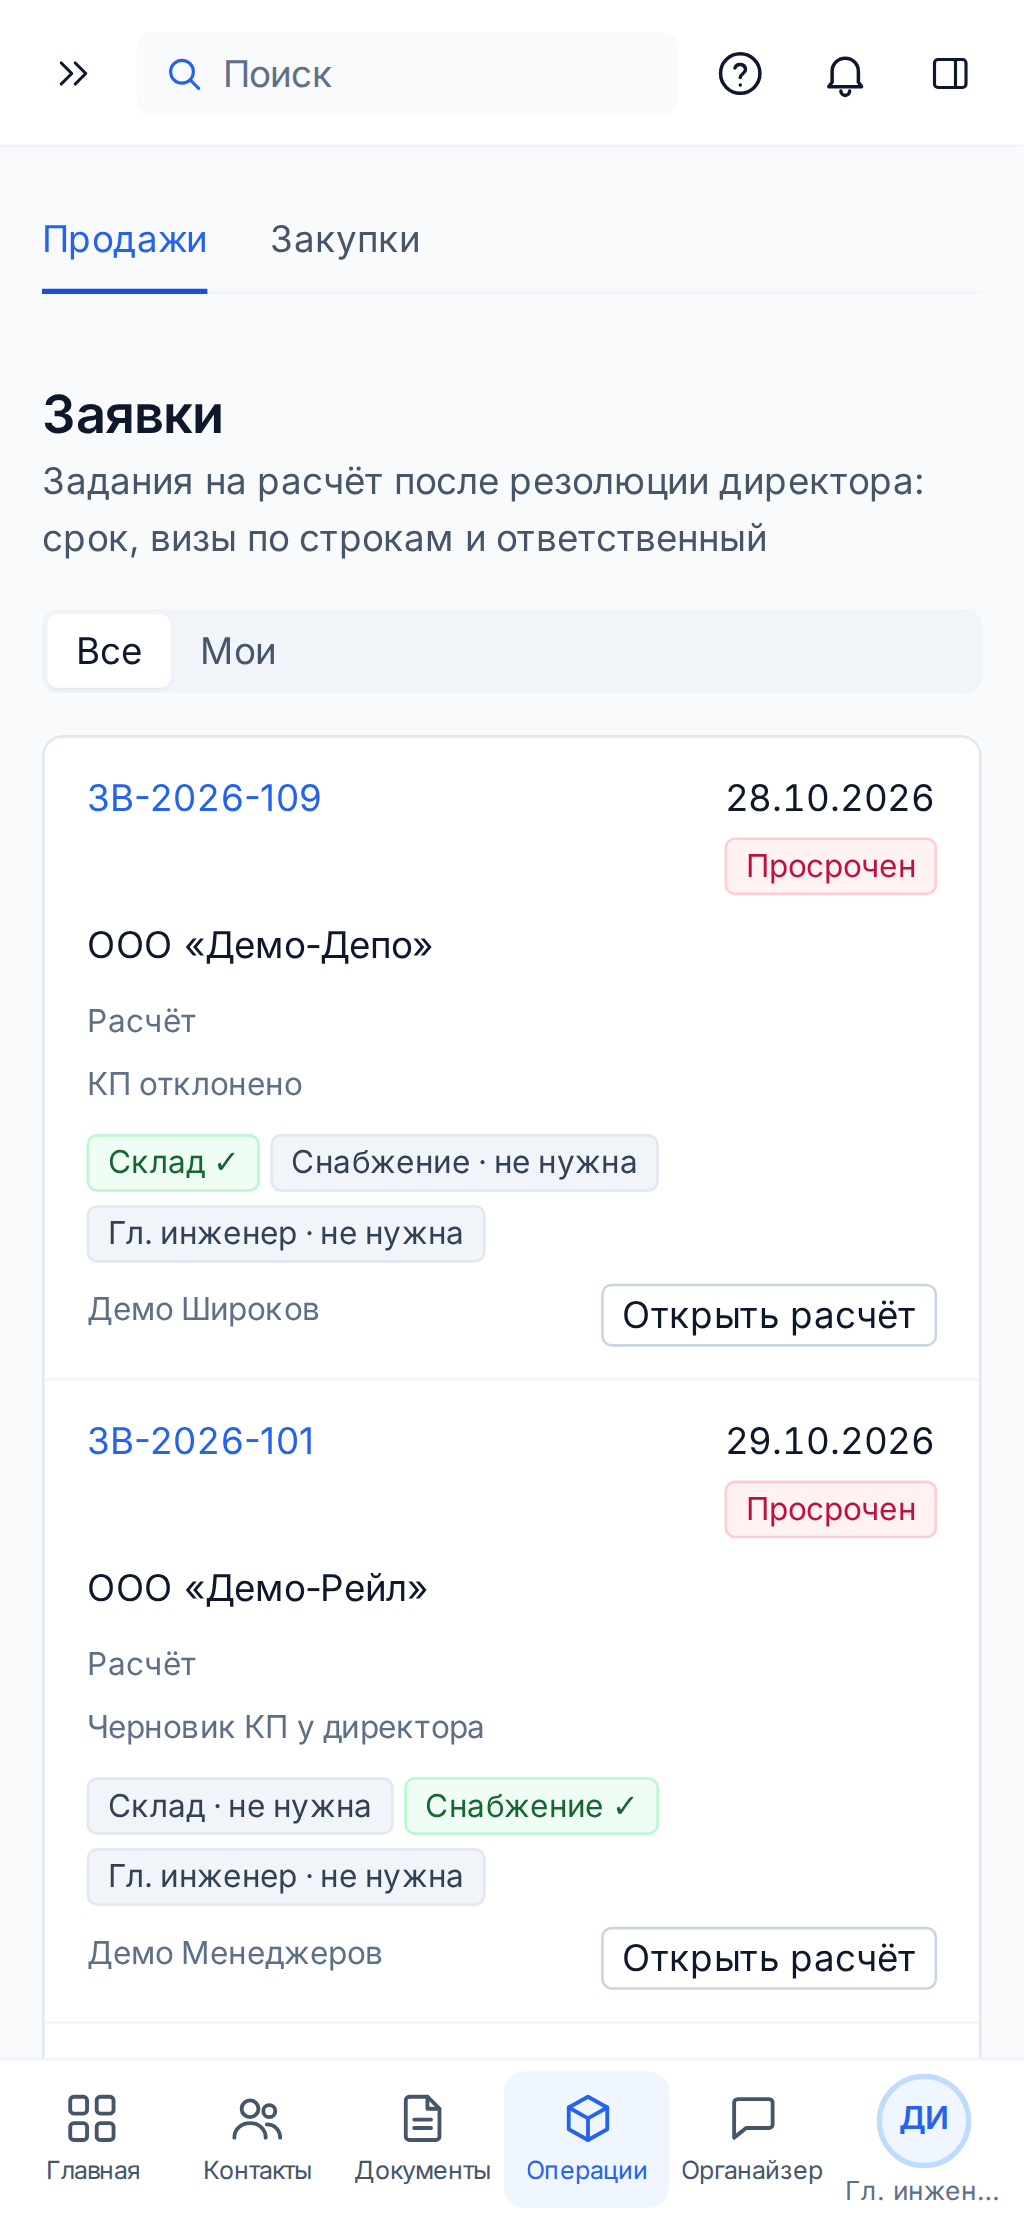 Поиск
Продажи Закупки
Заявки
Задания на расчёт после резолюции директора:
срок, визы по строкам и ответственный
Все Мои
ЗВ-2026-109 28.10.2026
Просрочен
ООО «Демо-Депо»
Расчёт
КП отклонено
Склад ✓ Снабжение · не нужна
Гл. инженер · не нужна
Демо Широков Открыть расчёт
ЗВ-2026-101 29.10.2026
Просрочен
ООО «Демо-Рейл»
Расчёт
Черновик КП у директора
Склад · не нужна Снабжение ✓
Гл. инженер · не нужна
Демо Менеджеров Открыть расчёт
ДИ
Главная Контакты Документы Операции Органайзер Гл. инжен...